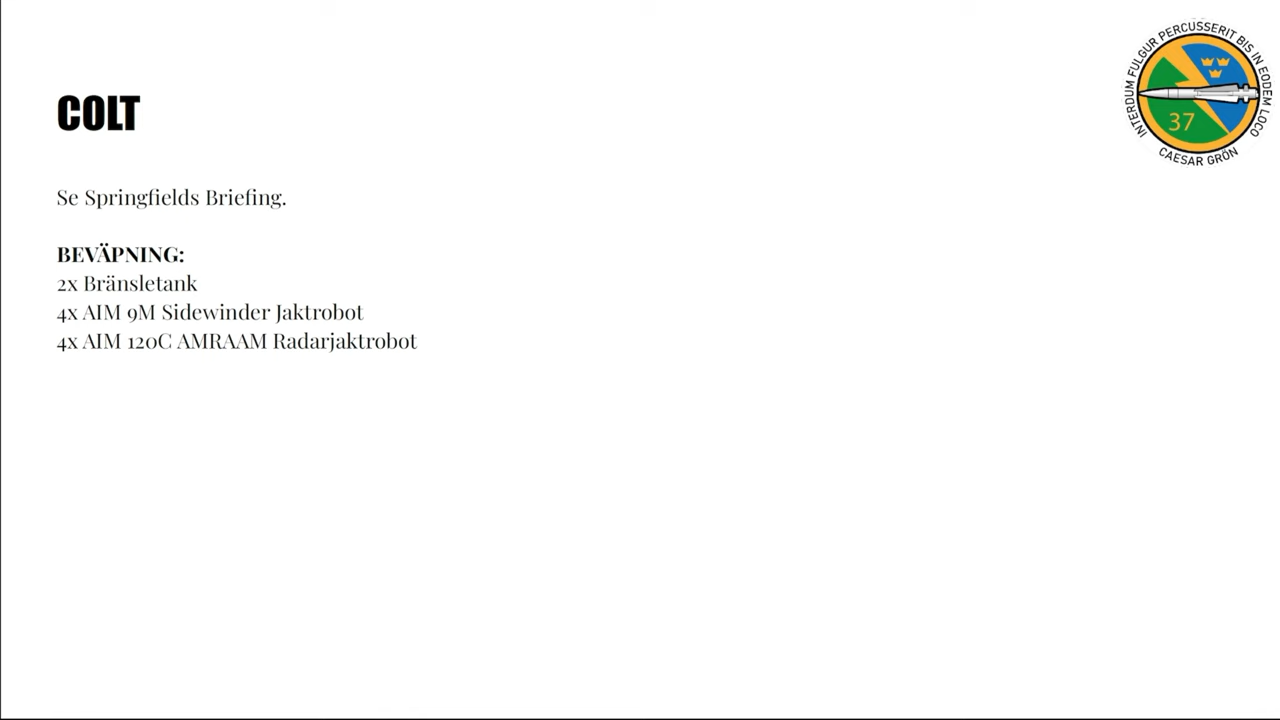 COLT
Se Springfields Briefing.
BEVÄPNING:
2x Bränsletank
4x AIM 9M Sidewinder Jaktrobot
4x AIM 120C AMRAAM Radarjaktrobot
INTERDUM FULGUR PERCUSSERIT BIS IN EODEM LOCO
37
CAESAR GRÖN